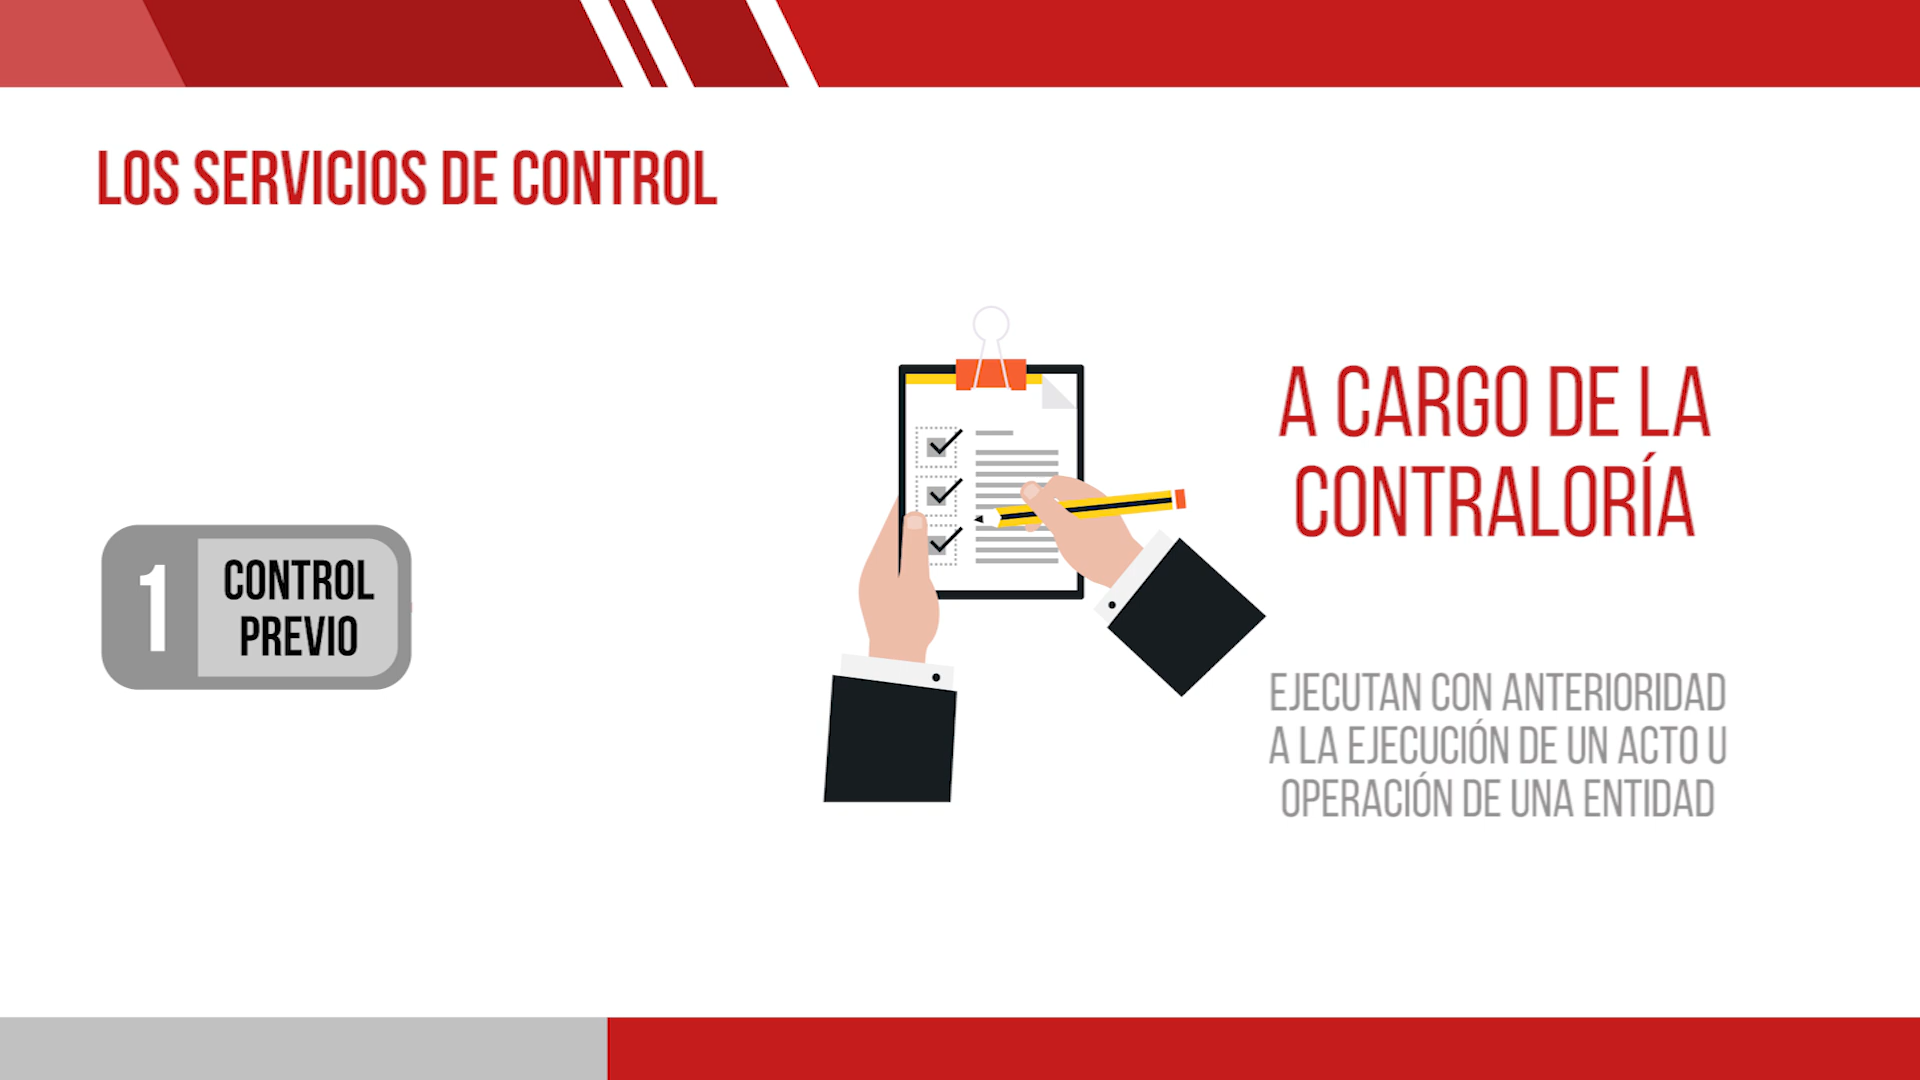 LOS SERVICIOS DE CONTROL
1
CONTROL
PREVIO
A CARGO DE LA
CONTRALORÍA
EJECUTAN CON ANTERIORIDAD
A LA EJECUCIÓN DE UN ACTO U
OPERACIÓN DE UNA ENTIDAD